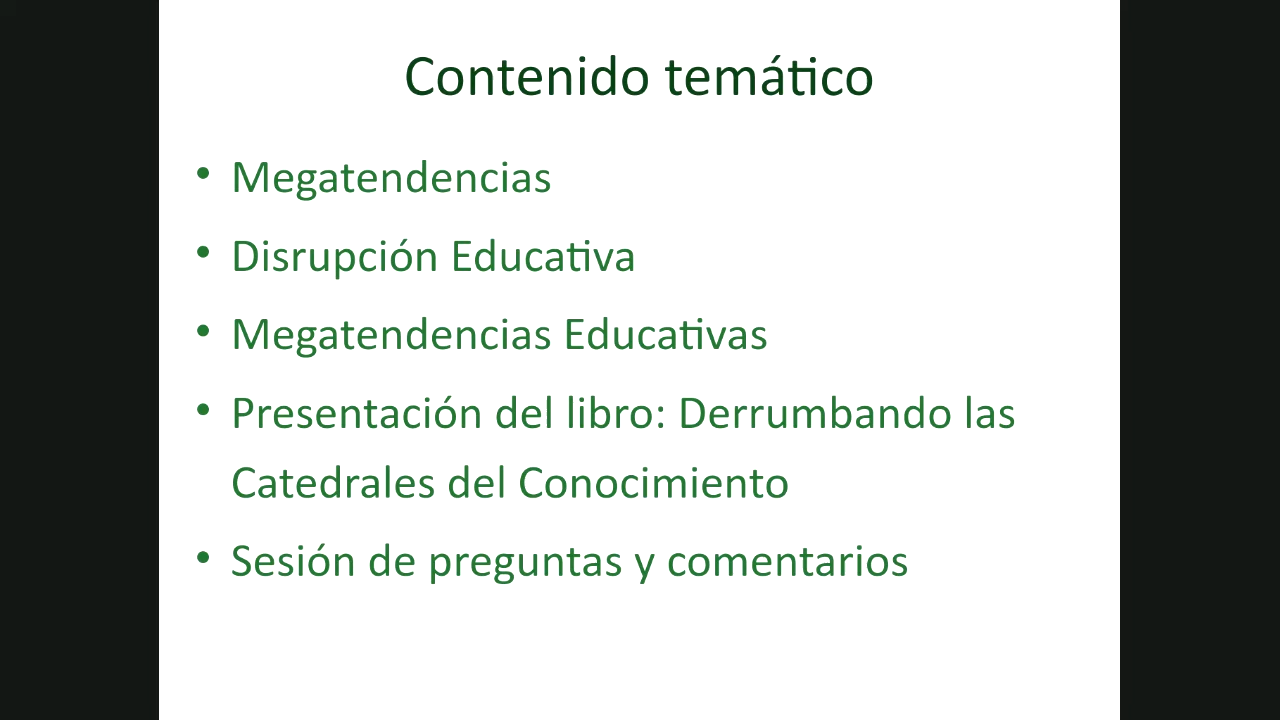 Contenido temático
• Megatendencias
• Disrupción Educativa
• Megatendencias Educativas
• Presentación del libro: Derrumbando las
Catedrales del Conocimiento
• Sesión de preguntas y comentarios